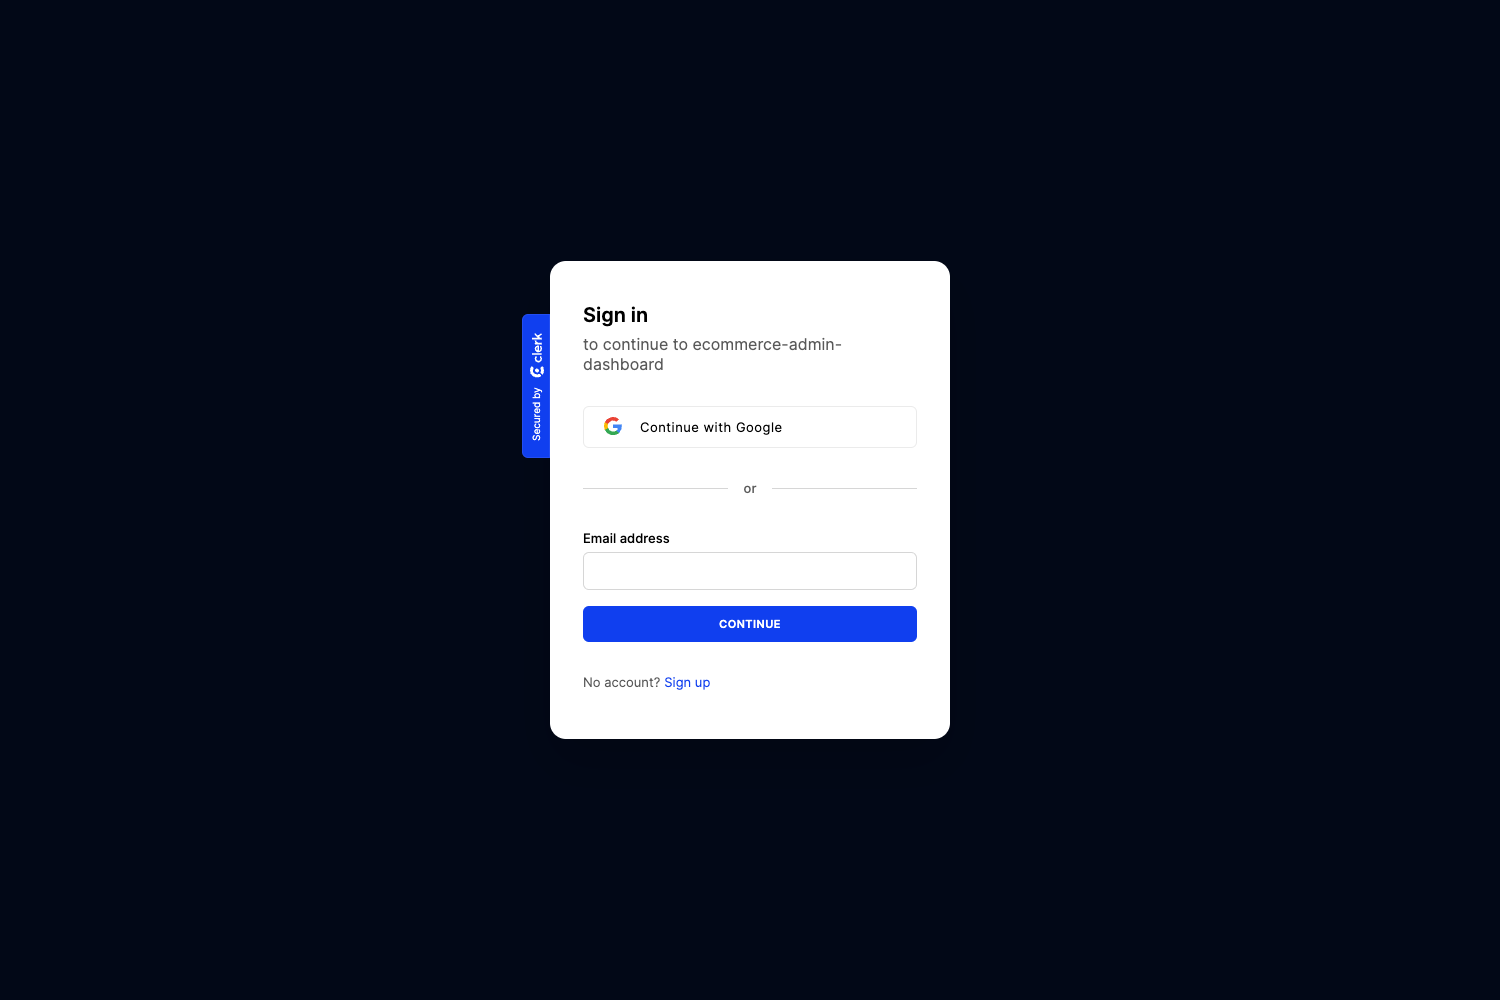 Sign in
to continue to ecommerce-admin-
dashboard
Secured by clerk
Continue with Google
or
Email address
CONTINUE
No account? Sign up